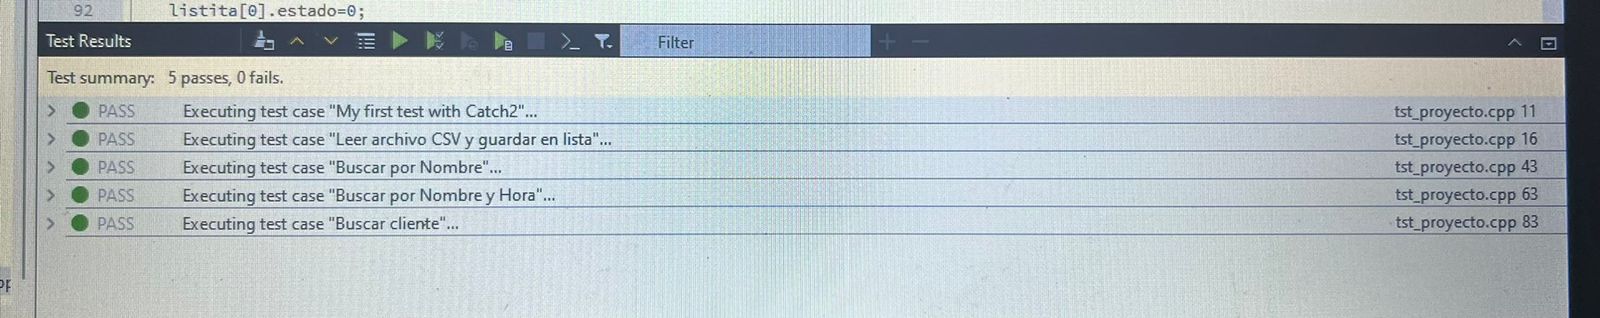 92 listita[0].estado=0;
Test Results Filter
Test summary: 5 passes, 0 fails.
PASS Executing test case "My first test with Catch2"... tst_proyecto.cpp 11
PASS Executing test case "Leer archivo CSV y guardar en lista"... tst_proyecto.cpp 16
PASS Executing test case "Buscar por Nombre"... tst_proyecto.cpp 43
PASS Executing test case "Buscar por Nombre y Hora"... tst_proyecto.cpp 63
PASS Executing test case "Buscar cliente"... tst_proyecto.cpp 83